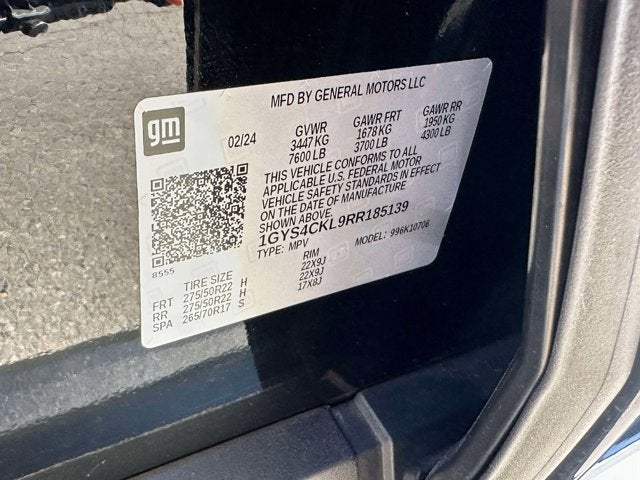 MFD BY GENERAL MOTORS LLC
gm
02/24
GVWR GAWR FRT GAWR RR
3447 KG 1678 KG 1950 KG
7600 LB 3700 LB 4300 LB
THIS VEHICLE CONFORMS TO ALL
APPLICABLE U.S. FEDERAL MOTOR
VEHICLE SAFETY STANDARDS IN EFFECT
ON THE DATE OF MANUFACTURE
SHOWN ABOVE.
1GYS4CKL9RR185139
TYPE: MPV MODEL: 996K10706
8555
TIRE SIZE RIM
FRT 275/50R22 H 22X9J
RR 275/50R22 H 22X9J
SPA 265/70R17 S 17X8J